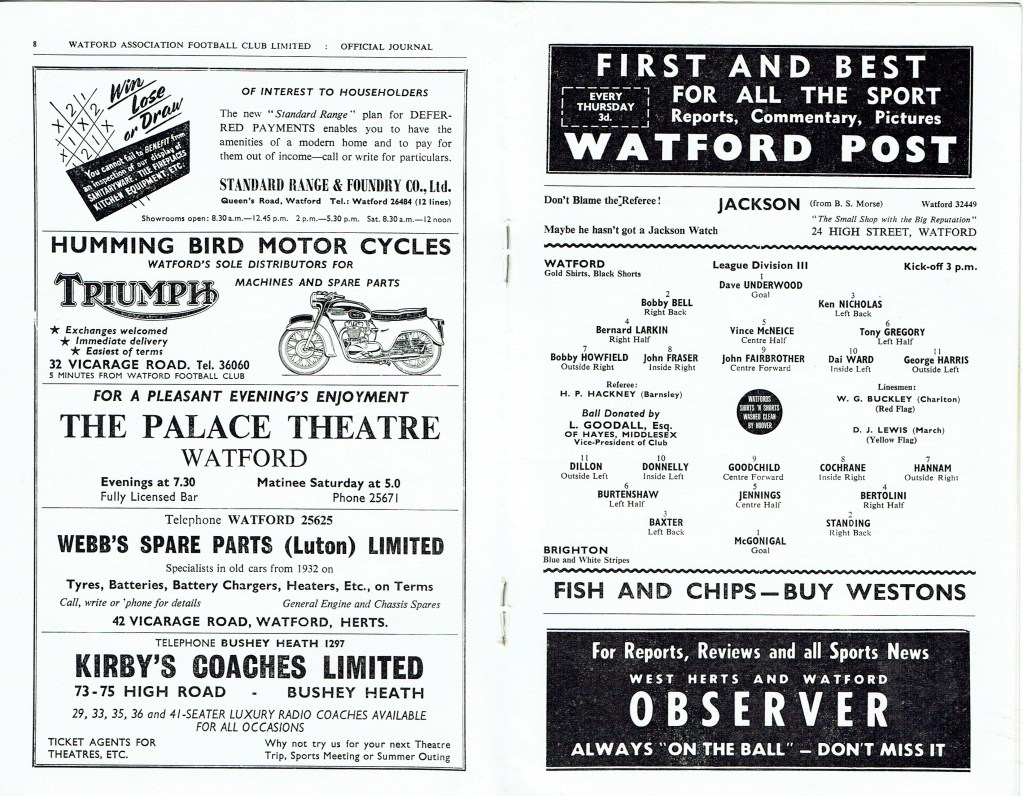 8 WATFORD ASSOCIATION FOOTBALL CLUB LIMITED : OFFICIAL JOURNAL
Win
Lose
or Draw
You cannot fail to BENEFIT from
an inspection of our display of
SANITARYWARE, TILE FIREPLACES
KITCHEN EQUIPMENT, ETC.
OF INTEREST TO HOUSEHOLDERS
The new "Standard Range" plan for DEFER-
RED PAYMENTS enables you to have the
amenities of a modern home and to pay for
them out of income—call or write for particulars.
STANDARD RANGE & FOUNDRY CO., Ltd.
Queen's Road, Watford Tel.: Watford 26484 (12 lines)
Showrooms open: 8.30 a.m.—12.45 p.m. 2 p.m.—5.30 p.m. Sat. 8.30 a.m.—12 noon
HUMMING BIRD MOTOR CYCLES
WATFORD'S SOLE DISTRIBUTORS FOR
TRIUMPH MACHINES AND SPARE PARTS
★ Exchanges welcomed
★ Immediate delivery
★ Easiest of terms
32 VICARAGE ROAD. Tel. 36060
5 MINUTES FROM WATFORD FOOTBALL CLUB
FOR A PLEASANT EVENING'S ENJOYMENT
THE PALACE THEATRE
WATFORD
Evenings at 7.30 Matinee Saturday at 5.0
Fully Licensed Bar Phone 25671
Telephone WATFORD 25625
WEBB'S SPARE PARTS (Luton) LIMITED
Specialists in old cars from 1932 on
Tyres, Batteries, Battery Chargers, Heaters, Etc., on Terms
Call, write or 'phone for details General Engine and Chassis Spares
42 VICARAGE ROAD, WATFORD, HERTS.
TELEPHONE BUSHEY HEATH 1297
KIRBY'S COACHES LIMITED
73-75 HIGH ROAD - BUSHEY HEATH
29, 33, 35, 36 and 41-SEATER LUXURY RADIO COACHES AVAILABLE
FOR ALL OCCASIONS
TICKET AGENTS FOR
THEATRES, ETC.
Why not try us for your next Theatre
Trip, Sports Meeting or Summer Outing
FIRST AND BEST
EVERY
THURSDAY
3d.
FOR ALL THE SPORT
Reports, Commentary, Pictures
WATFORD POST
Don't Blame the Referee!
Maybe he hasn't got a Jackson Watch
JACKSON (from B. S. Morse) Watford 32449
"The Small Shop with the Big Reputation"
24 HIGH STREET, WATFORD
WATFORD League Division III Kick-off 3 p.m.
Gold Shirts, Black Shorts
1
Dave UNDERWOOD
Goal
2 3
Bobby BELL Ken NICHOLAS
Right Back Left Back
4 5 6
Bernard LARKIN Vince McNEICE Tony GREGORY
Right Half Centre Half Left Half
7 8 9 10 11
Bobby HOWFIELD John FRASER John FAIRBROTHER Dai WARD George HARRIS
Outside Right Inside Right Centre Forward Inside Left Outside Left
Referee:
H. P. HACKNEY (Barnsley)
Ball Donated by
L. GOODALL, Esq.
OF HAYES, MIDDLESEX
Vice-President of Club
WATFORDS
SHIRTS 'N SHORTS
WASHED CLEAN
BY HOOVER
Linesmen:
W. G. BUCKLEY (Charlton)
(Red Flag)
D. J. LEWIS (March)
(Yellow Flag)
11 10 9 8 7
DILLON DONNELLY GOODCHILD COCHRANE HANNAM
Outside Left Inside Left Centre Forward Inside Right Outside Right
6 5 4
BURTENSHAW JENNINGS BERTOLINI
Left Half Centre Half Right Half
3 2
BAXTER STANDING
Left Back Right Back
1
McGONIGAL
Goal
BRIGHTON
Blue and White Stripes
FISH AND CHIPS—BUY WESTONS
For Reports, Reviews and all Sports News
WEST HERTS AND WATFORD
OBSERVER
ALWAYS "ON THE BALL" — DON'T MISS IT